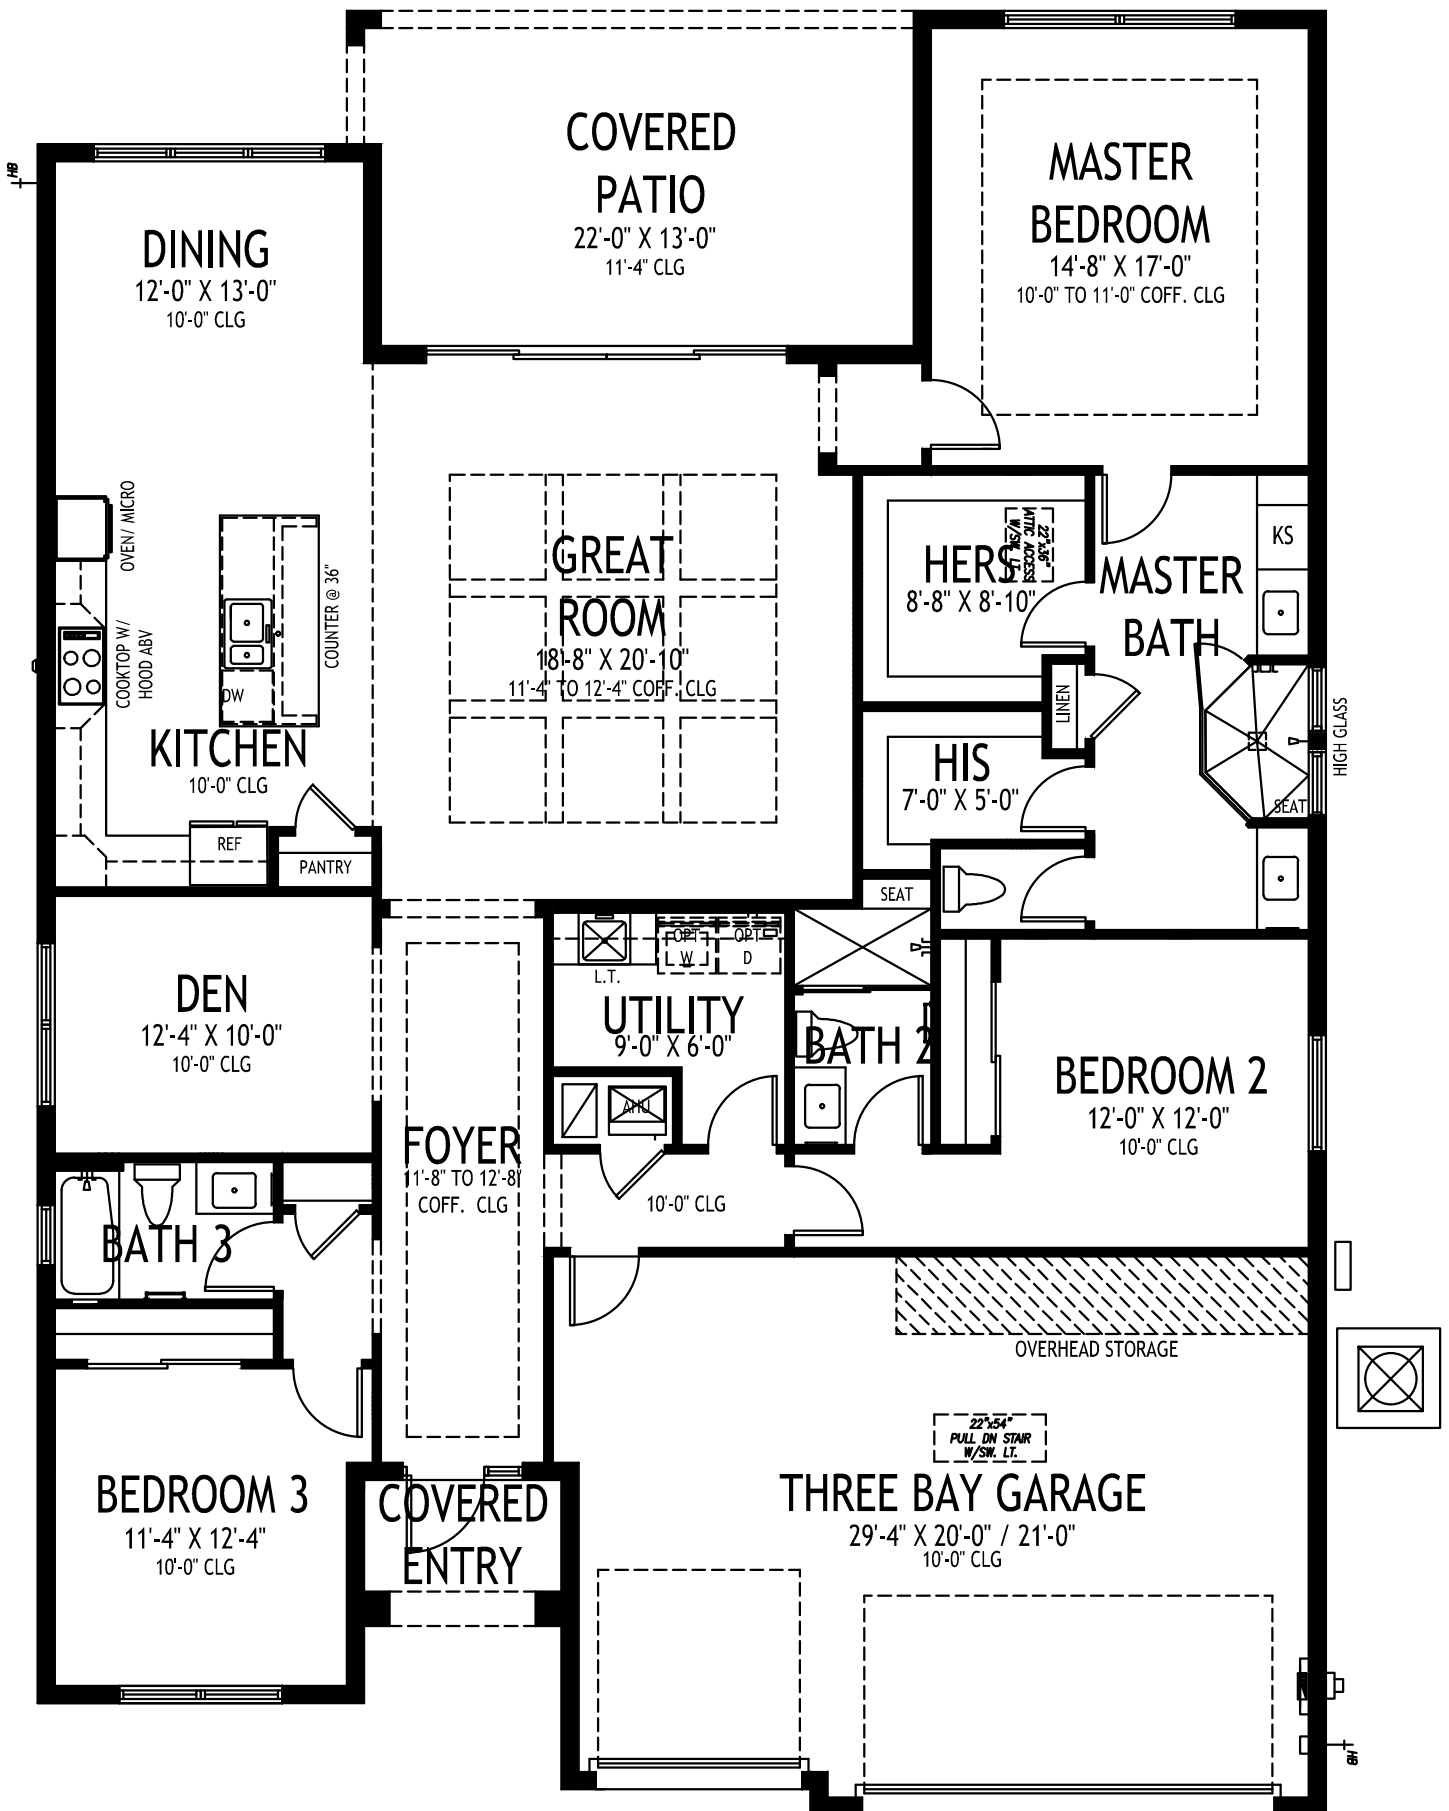 COVERED
PATIO
22'-0" X 13'-0"
11'-4" CLG
MASTER
BEDROOM
14'-8" X 17'-0"
10'-0" TO 11'-0" COFF. CLG
HB
DINING
12'-0" X 13'-0"
10'-0" CLG
OVEN/ MICRO
COOKTOP W/
HOOD ABV
COUNTER @ 36"
DW
KITCHEN
10'-0" CLG
REF
PANTRY
GREAT
ROOM
18'-8" X 20'-10"
11'-4" TO 12'-4" COFF. CLG
HERS
8'-8" X 8'-10"
22"x36"
ATTIC ACCESS
W/SW. LT
MASTER
BATH
KS
LINEN
HIGH GLASS
SEAT
HIS
7'-0" X 5'-0"
SEAT
DEN
12'-4" X 10'-0"
10'-0" CLG
L.T.
OPT
W
OPT
D
UTILITY
9'-0" X 6'-0"
AHU
BATH 2
BEDROOM 2
12'-0" X 12'-0"
10'-0" CLG
FOYER
11'-8" TO 12'-8"
COFF. CLG
10'-0" CLG
BATH 3
OVERHEAD STORAGE
22"x54"
PULL DN STAIR
W/SW. LT.
BEDROOM 3
11'-4" X 12'-4"
10'-0" CLG
COVERED
ENTRY
THREE BAY GARAGE
29'-4" X 20'-0" / 21'-0"
10'-0" CLG
HB